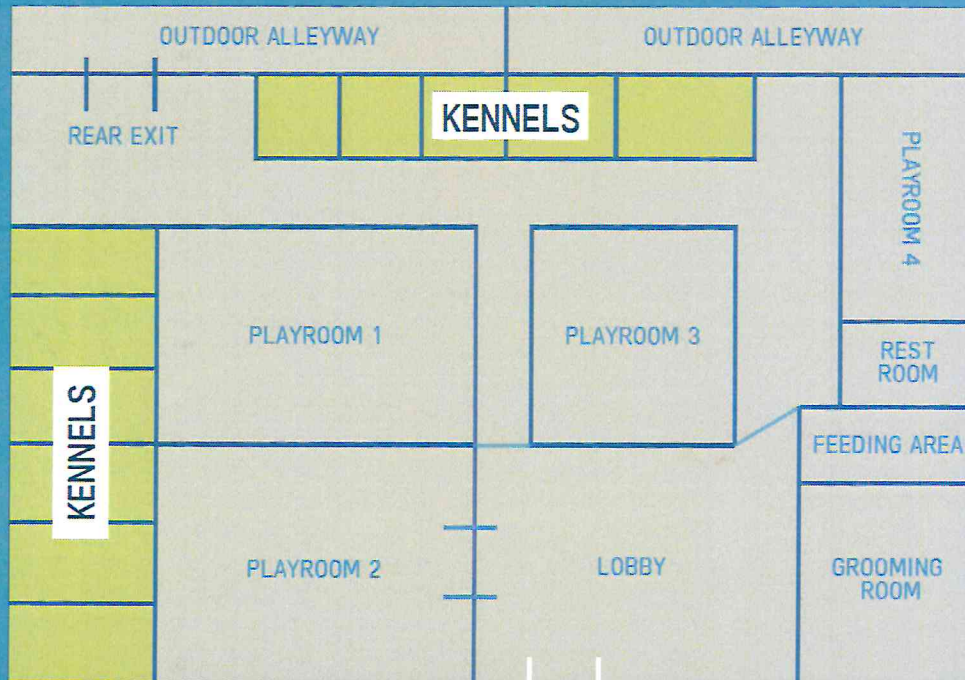 OUTDOOR ALLEYWAY
OUTDOOR ALLEYWAY
KENNELS
REAR EXIT
PLAYROOM 4
PLAYROOM 1
PLAYROOM 3
REST
ROOM
KENNELS
FEEDING AREA
PLAYROOM 2
LOBBY
GROOMING
ROOM